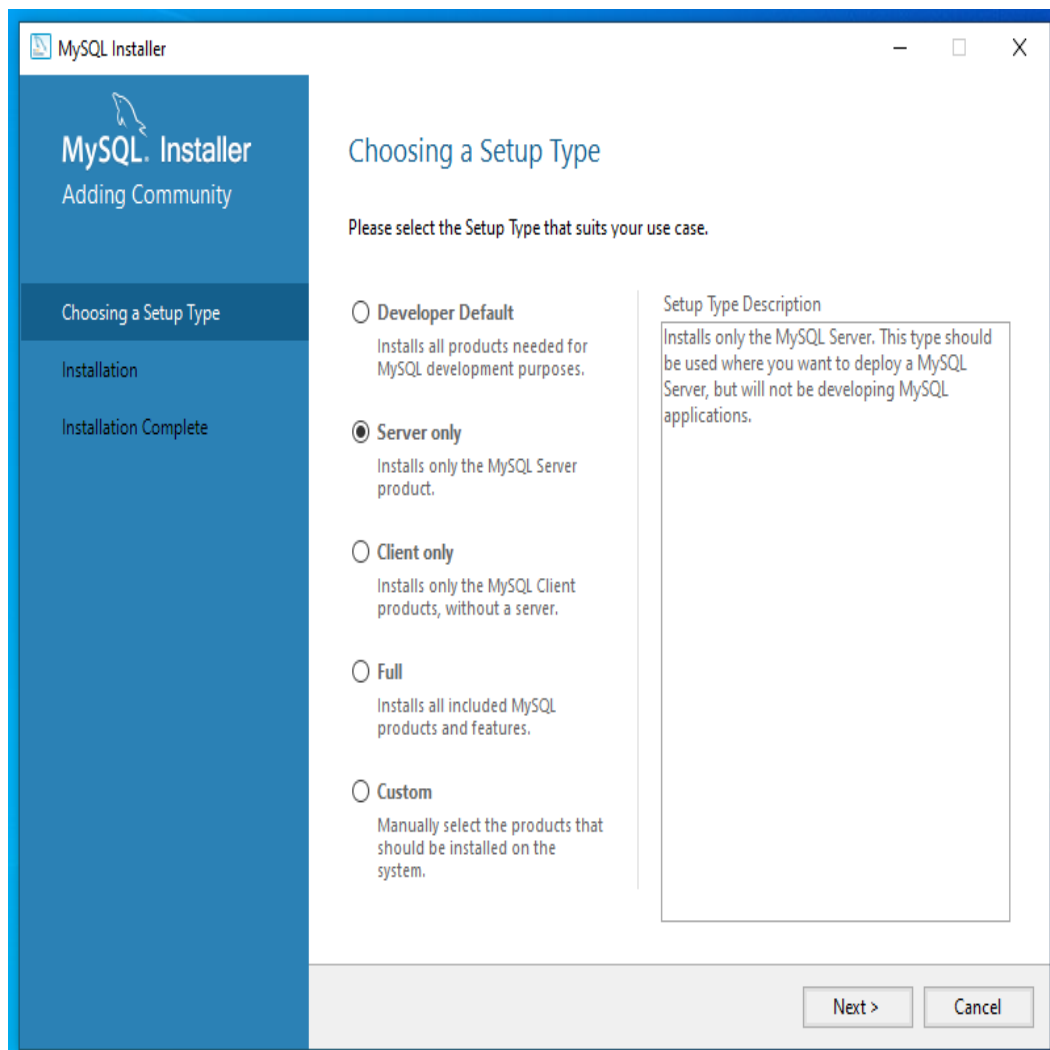 MySQL Installer
MySQL. Installer
Adding Community
Choosing a Setup Type
Installation
Installation Complete
Choosing a Setup Type
Please select the Setup Type that suits your use case.
Developer Default
Installs all products needed for
MySQL development purposes.
Server only
Installs only the MySQL Server
product.
Client only
Installs only the MySQL Client
products, without a server.
Full
Installs all included MySQL
products and features.
Custom
Manually select the products that
should be installed on the
system.
Setup Type Description
Installs only the MySQL Server. This type should
be used where you want to deploy a MySQL
Server, but will not be developing MySQL
applications.
Next >
Cancel